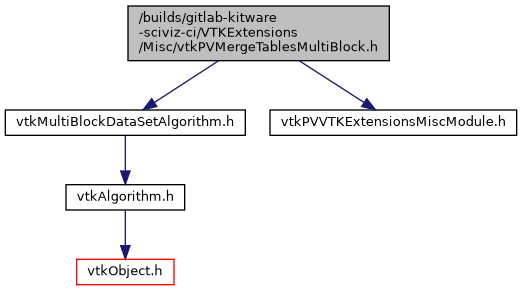 /builds/gitlab-kitware
-sciviz-ci/VTKExtensions
/Misc/vtkPVMergeTablesMultiBlock.h
vtkMultiBlockDataSetAlgorithm.h
vtkPVVTKExtensionsMiscModule.h
vtkAlgorithm.h
vtkObject.h